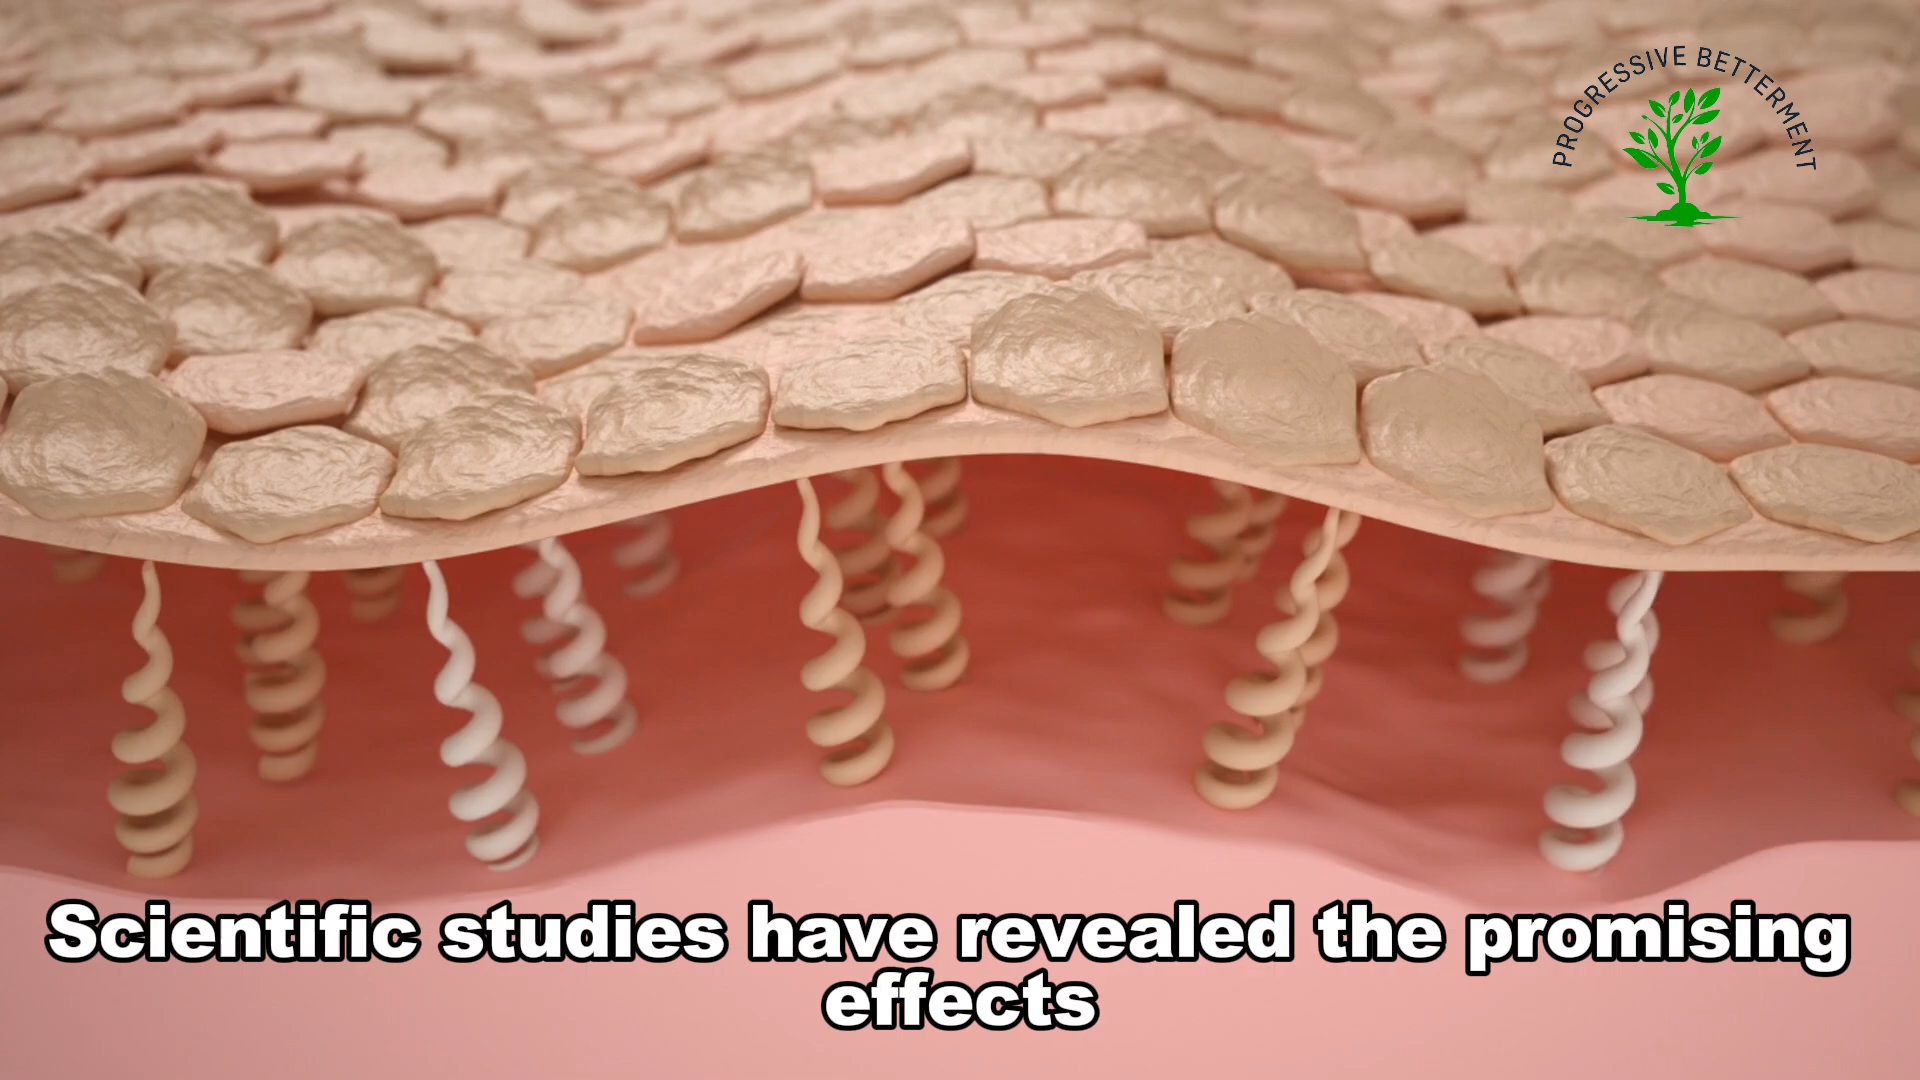 PROGRESSIVE BETTERMENT
Scientific studies have revealed the promising
effects